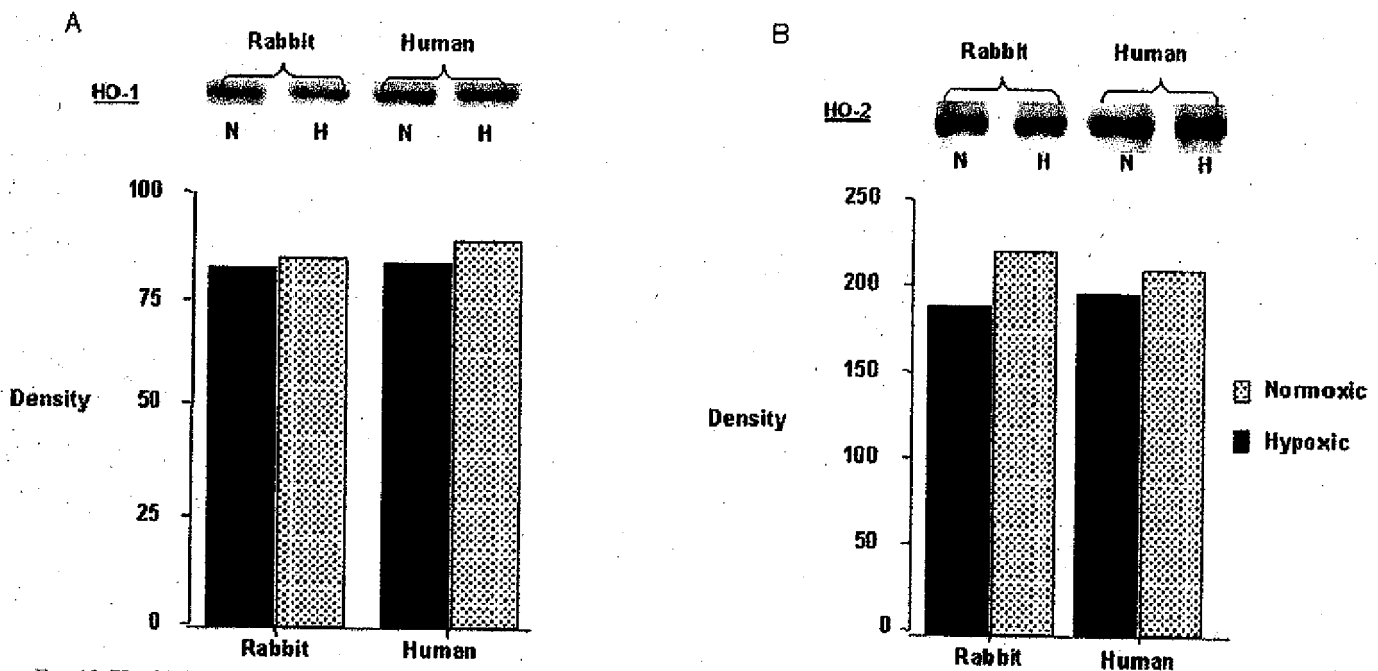 A
Rabbit Human
HO-1
N H N H
100
75
50
25
0
Density
Rabbit Human
B
Rabbit Human
HO-2
N H N H
250
200
150
100
50
0
Density
Rabbit Human
Normoxic
Hypoxic